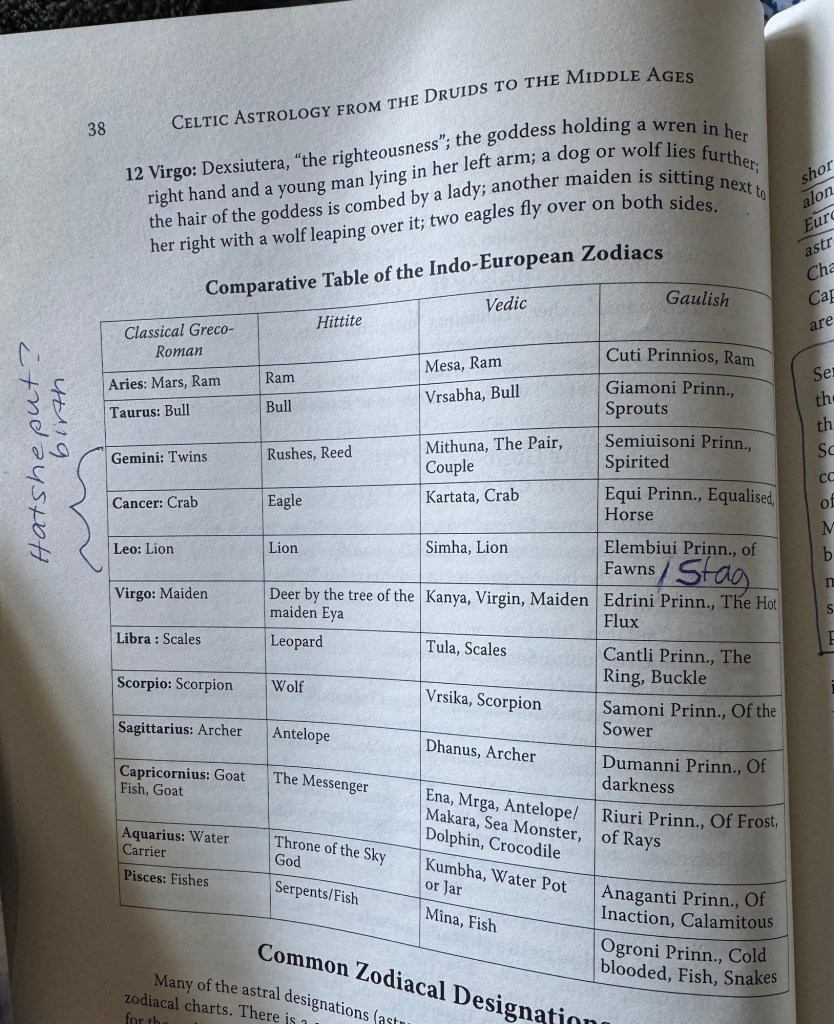 38 CELTIC ASTROLOGY FROM THE DRUIDS TO THE MIDDLE AGES
12 Virgo: Dexsiutera, “the righteousness”; the goddess holding a wren in her
right hand and a young man lying in her left arm; a dog or wolf lies further;
the hair of the goddess is combed by a lady; another maiden is sitting next to
her right with a wolf leaping over it; two eagles fly over on both sides.
Comparative Table of the Indo-European Zodiacs
Classical Greco-
Roman
Hittite
Vedic
Gaulish
Aries: Mars, Ram
Ram
Mesa, Ram
Cuti Prinnios, Ram
Taurus: Bull
Bull
Vrsabha, Bull
Giamoni Prinn.,
Sprouts
Gemini: Twins
Rushes, Reed
Mithuna, The Pair,
Couple
Semiuisoni Prinn.,
Spirited
Cancer: Crab
Eagle
Kartata, Crab
Equi Prinn., Equalised,
Horse
Leo: Lion
Lion
Simha, Lion
Elembiui Prinn., of
Fawns / Stag
Virgo: Maiden
Deer by the tree of the
maiden Eya
Kanya, Virgin, Maiden
Edrini Prinn., The Hot
Flux
Libra : Scales
Leopard
Tula, Scales
Cantli Prinn., The
Ring, Buckle
Scorpio: Scorpion
Wolf
Vrsika, Scorpion
Samoni Prinn., Of the
Sower
Sagittarius: Archer
Antelope
Dhanus, Archer
Dumanni Prinn., Of
darkness
Capricornius: Goat
Fish, Goat
The Messenger
Ena, Mrga, Antelope/
Makara, Sea Monster,
Dolphin, Crocodile
Riuri Prinn., Of Frost,
of Rays
Aquarius: Water
Carrier
Throne of the Sky
God
Kumbha, Water Pot
or Jar
Anaganti Prinn., Of
Inaction, Calamitous
Pisces: Fishes
Serpents/Fish
Mîna, Fish
Ogroni Prinn., Cold
blooded, Fish, Snakes
Hatsheput?
birth
Common Zodiacal Designations
Many of the astral designations
zodiacal charts. There is
for